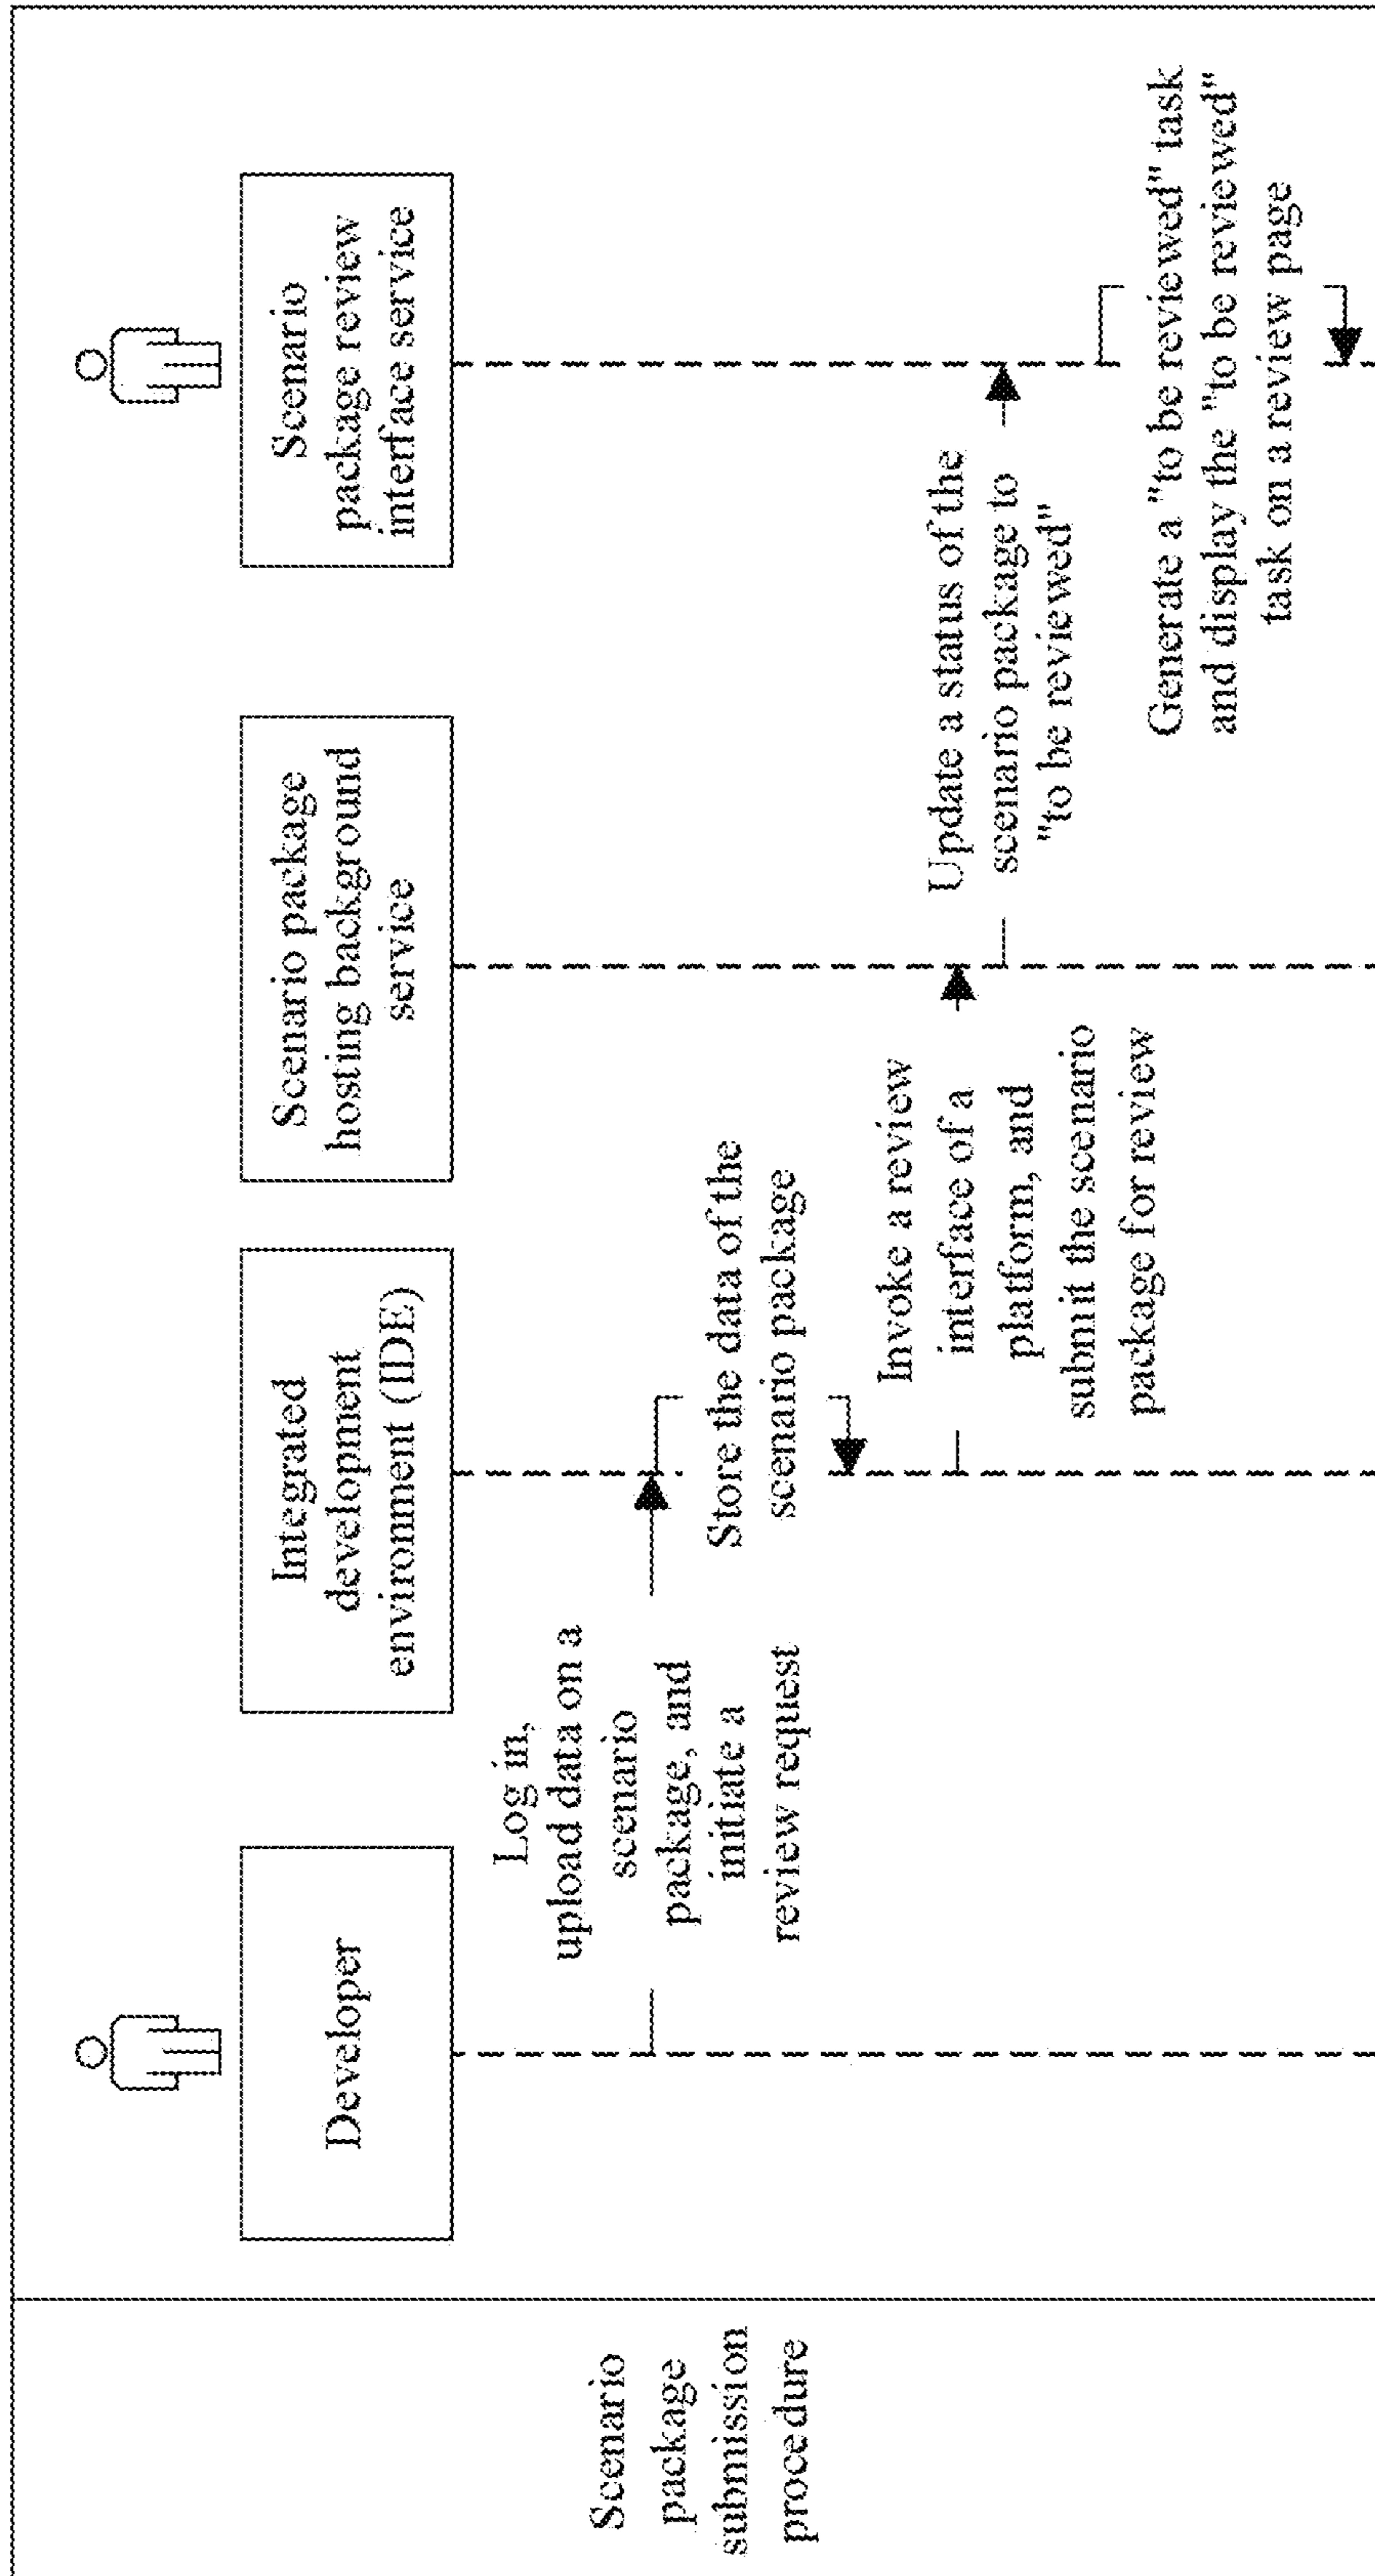 Scenario
package
submission
procedure
Developer
Integrated
development
environment (IDE)
Scenario package
hosting background
service
Scenario
package review
interface service
Log in,
upload data on a
scenario
package, and
initiate a
review request
Store the data of the
scenario package
Invoke a review
interface of a
platform, and
submit the scenario
package for review
Update a status of the
scenario package to
"to be reviewed"
Generate a "to be reviewed" task
and display the "to be reviewed"
task on a review page